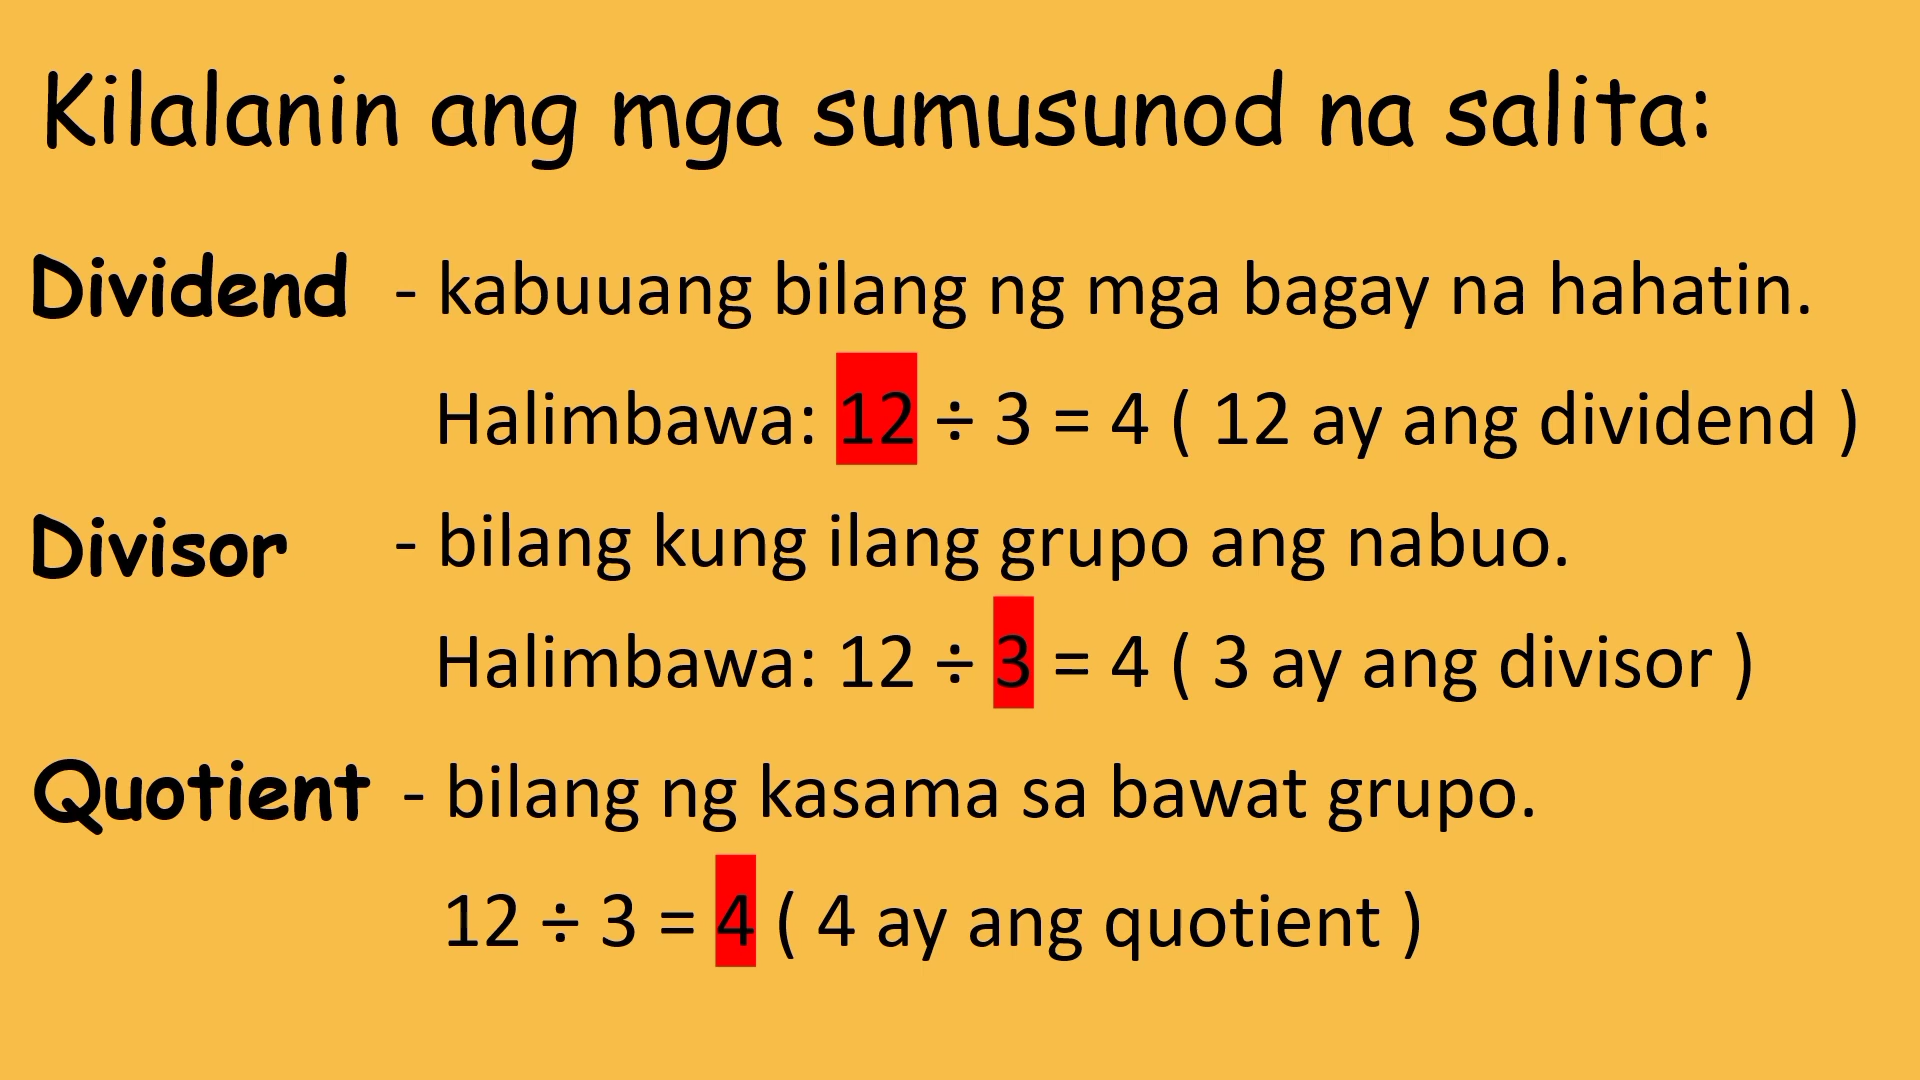 Kilalanin ang mga sumusunod na salita:
Dividend - kabuuang bilang ng mga bagay na hahatin.
Halimbawa: 12 ÷ 3 = 4 ( 12 ay ang dividend )
Divisor - bilang kung ilang grupo ang nabuo.
Halimbawa: 12 ÷ 3 = 4 ( 3 ay ang divisor )
Quotient - bilang ng kasama sa bawat grupo.
12 ÷ 3 = 4 ( 4 ay ang quotient )